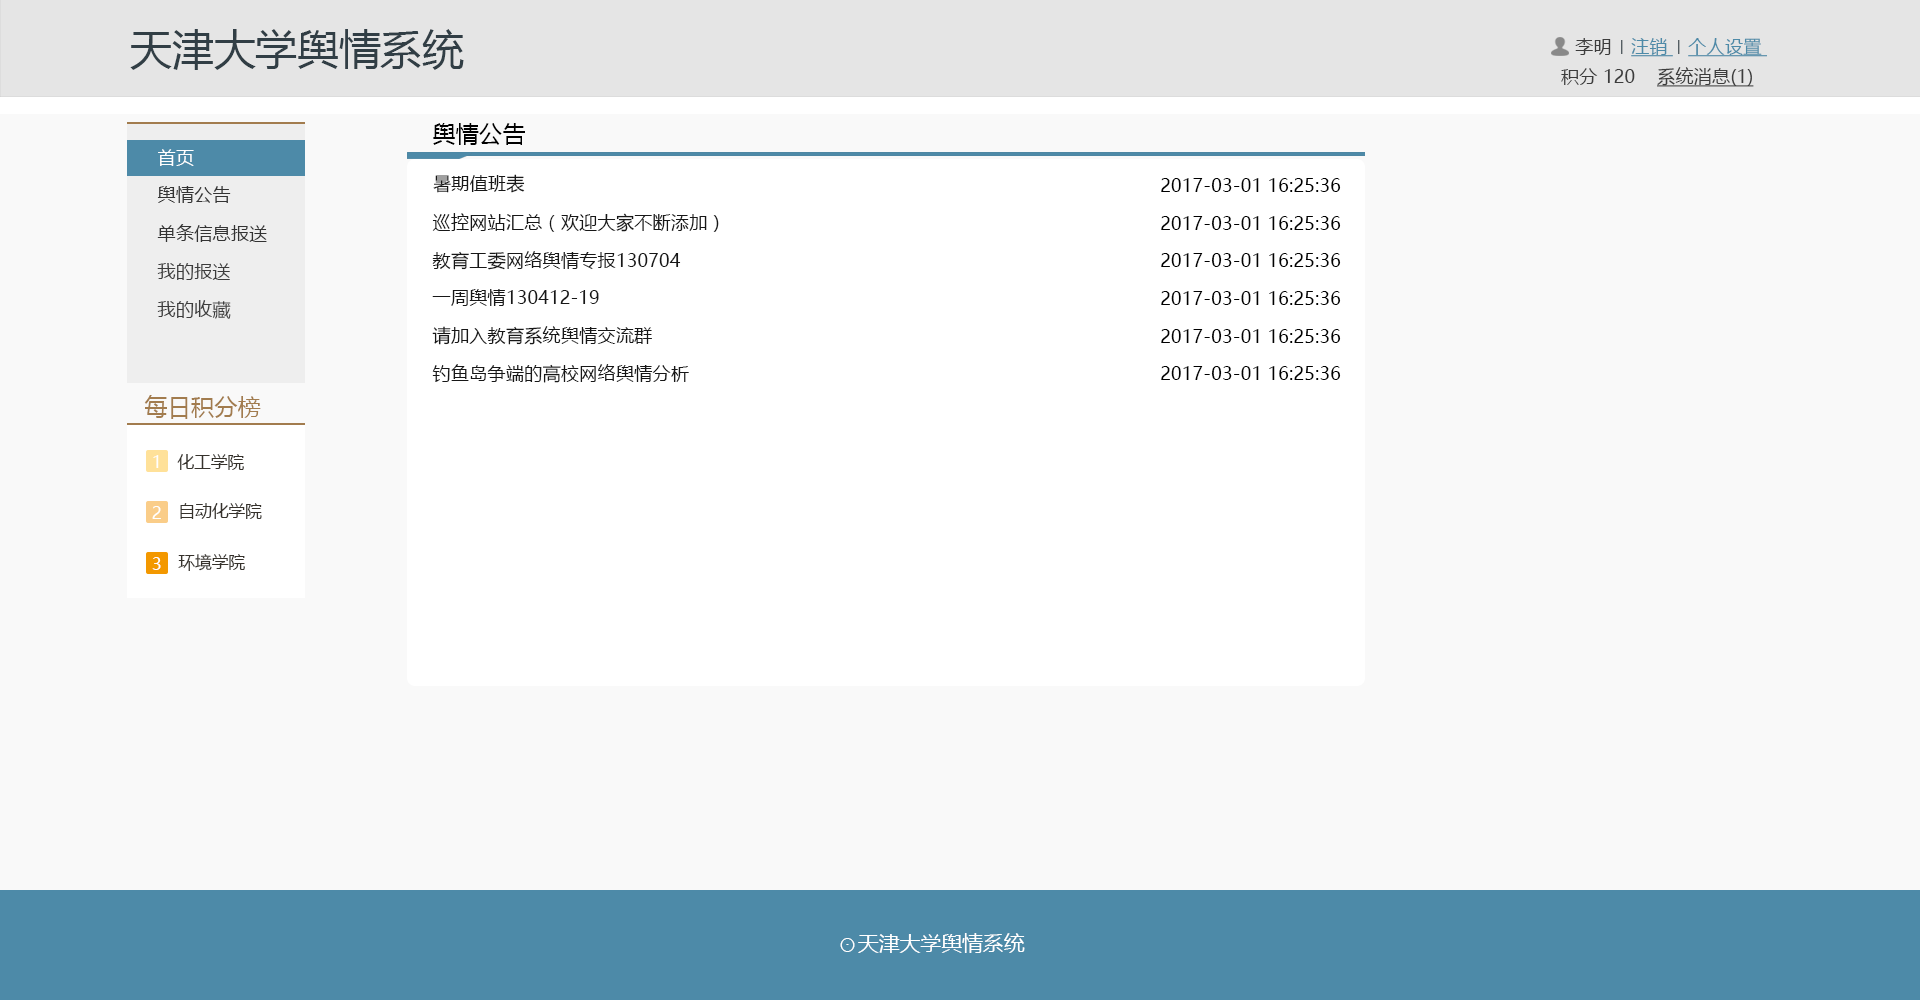 天津大学舆情系统
李明 | 注销 | 个人设置
积分 120 系统消息(1)
首页
舆情公告
单条信息报送
我的报送
我的收藏
每日积分榜
1 化工学院
2 自动化学院
3 环境学院
舆情公告
暑期值班表 2017-03-01 16:25:36
巡控网站汇总（欢迎大家不断添加） 2017-03-01 16:25:36
教育工委网络舆情专报130704 2017-03-01 16:25:36
一周舆情130412-19 2017-03-01 16:25:36
请加入教育系统舆情交流群 2017-03-01 16:25:36
钓鱼岛争端的高校网络舆情分析 2017-03-01 16:25:36
⊙天津大学舆情系统